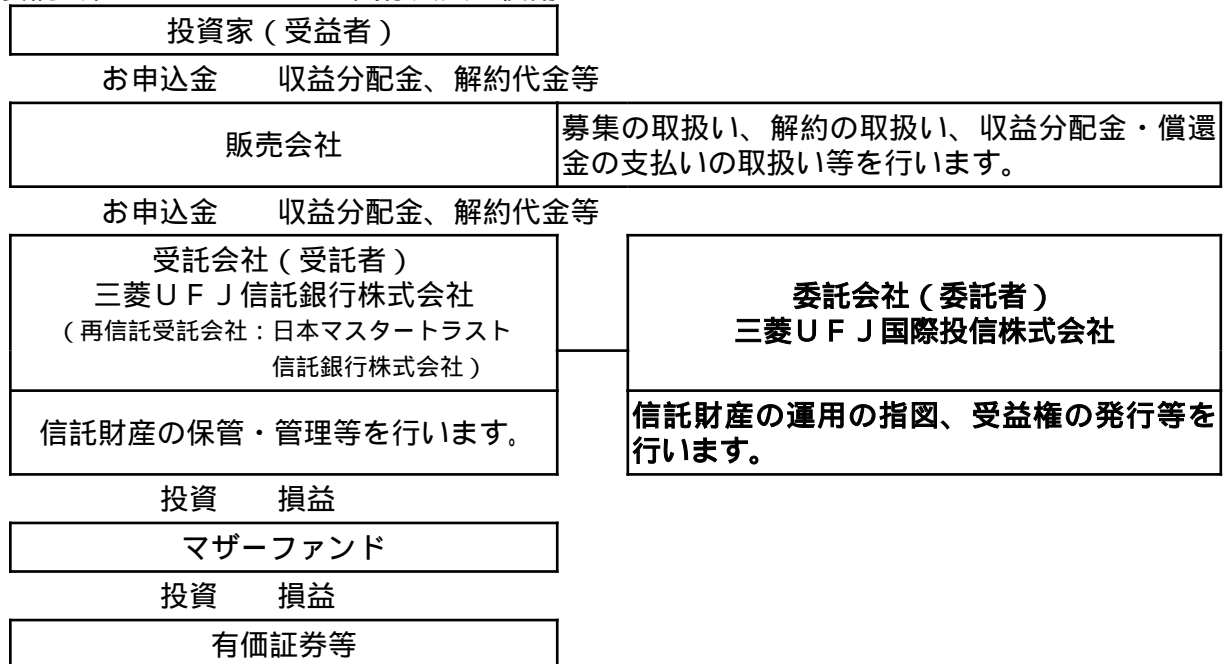 投資家（受益者）
お申込金　収益分配金、解約代金等
販売会社
募集の取扱い、解約の取扱い、収益分配金・償還
金の支払いの取扱い等を行います。
お申込金　収益分配金、解約代金等
受託会社（受託者）
三菱ＵＦＪ信託銀行株式会社
（再信託受託会社：日本マスタートラスト
信託銀行株式会社）
委託会社（委託者）
三菱ＵＦＪ国際投信株式会社
信託財産の保管・管理等を行います。
信託財産の運用の指図、受益権の発行等を
行います。
投資　損益
マザーファンド
投資　損益
有価証券等